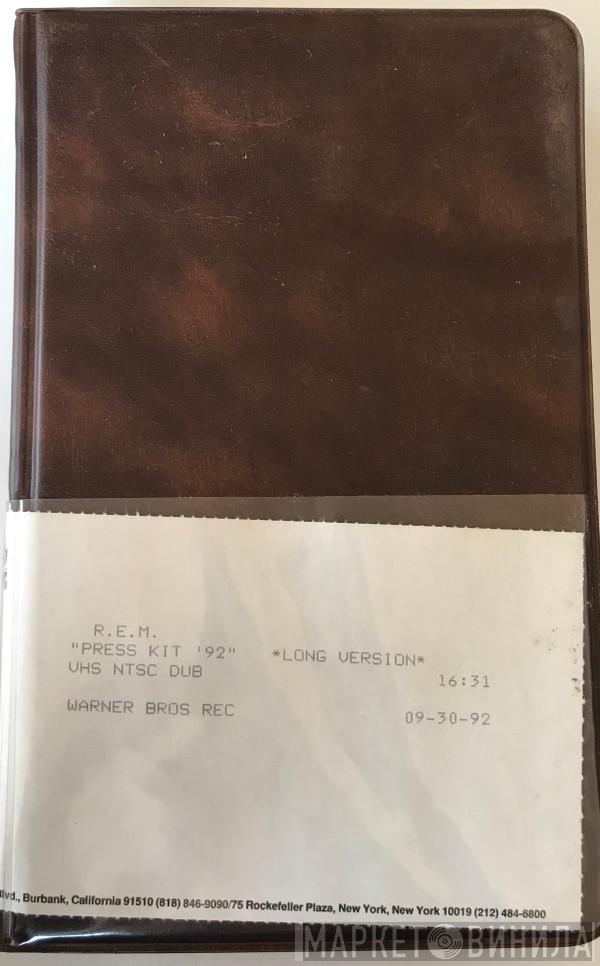 R.E.M.
"PRESS KIT '92" *LONG VERSION*
VHS NTSC DUB 16:31
WARNER BROS REC 09-30-92
lvd., Burbank, California 91510 (818) 846-9090/75 Rockefeller Plaza, New York, New York 10019 (212) 484-6800
МАРКЕТ ВИНИЛА